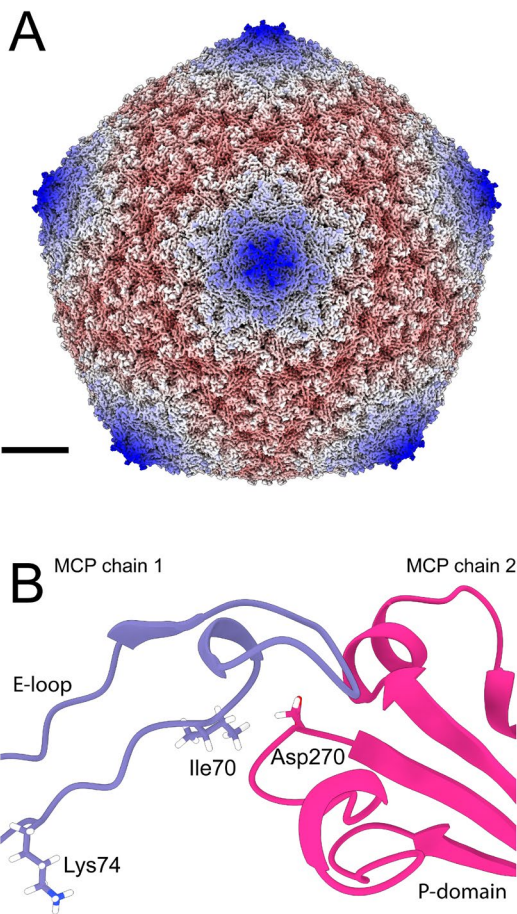 A
B
MCP chain 1
MCP chain 2
E-loop
Ile70
Asp270
Lys74
P-domain